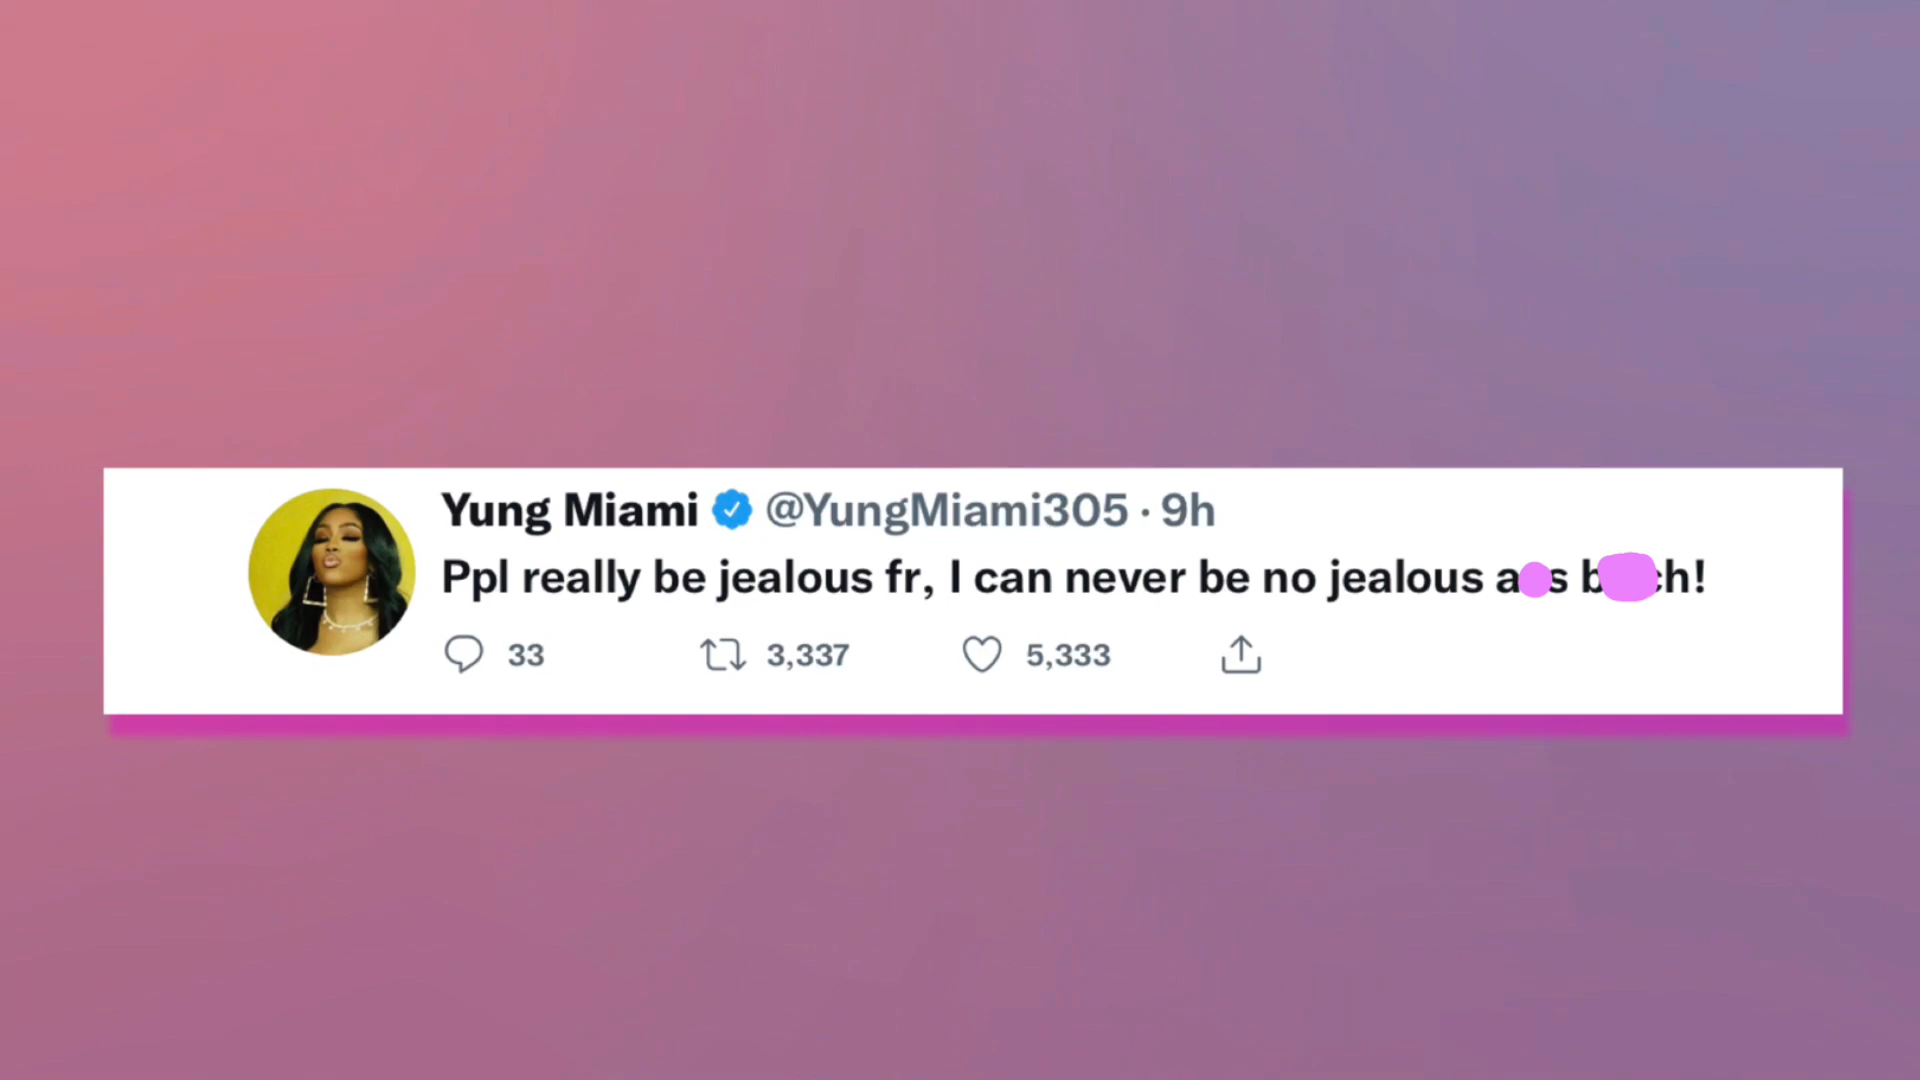 Yung Miami @YungMiami305 · 9h
Ppl really be jealous fr, I can never be no jealous a s b ch!
33 3,337 5,333